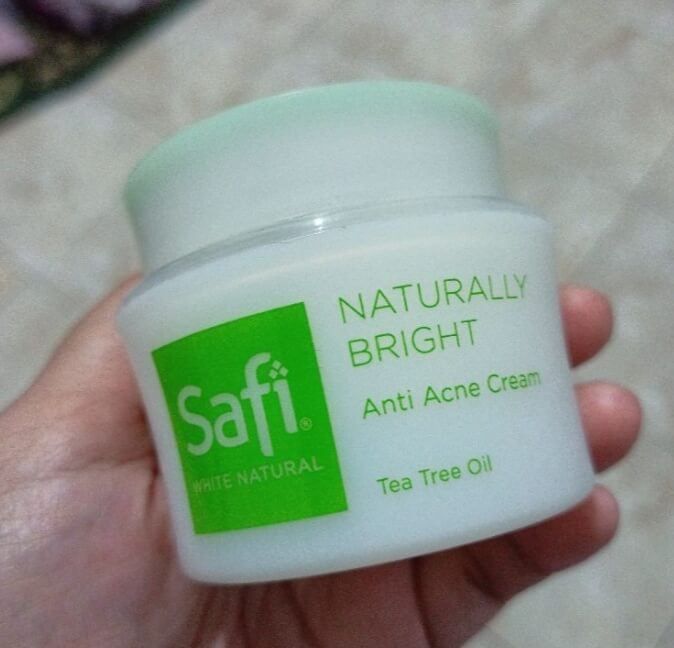 Safi®
WHITE NATURAL
NATURALLY
BRIGHT
Anti Acne Cream
Tea Tree Oil